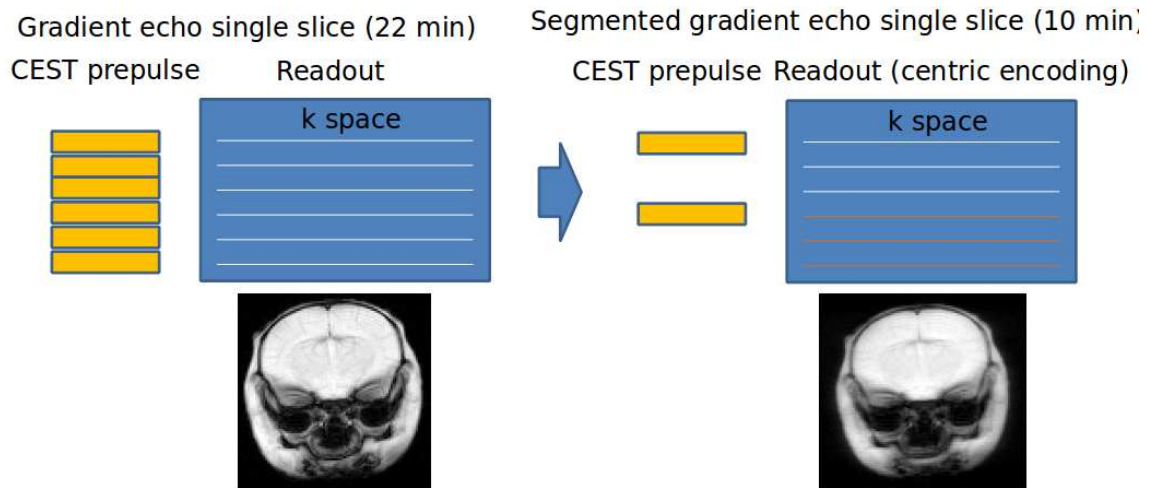 Gradient echo single slice (22 min)
CEST prepulse Readout
k space
Segmented gradient echo single slice (10 min)
CEST prepulse Readout (centric encoding)
k space